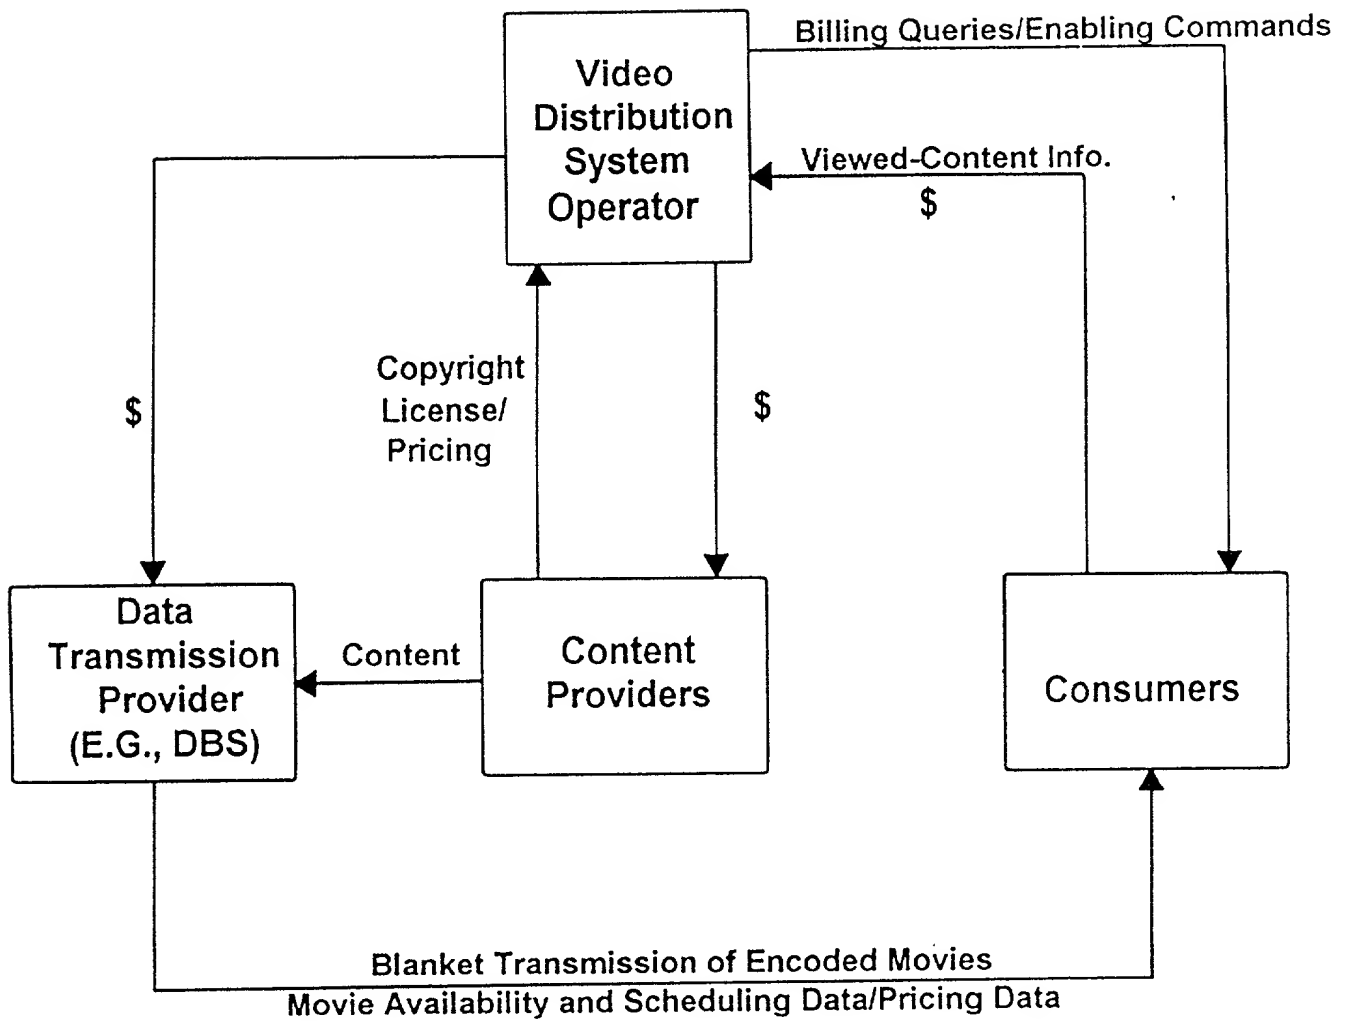 Billing Queries/Enabling Commands
Video
Distribution
System
Operator
Viewed-Content Info.
$
Copyright
License/
Pricing
$
$
Data
Transmission
Provider
(E.G., DBS)
Content
Content
Providers
Consumers
Blanket Transmission of Encoded Movies
Movie Availability and Scheduling Data/Pricing Data